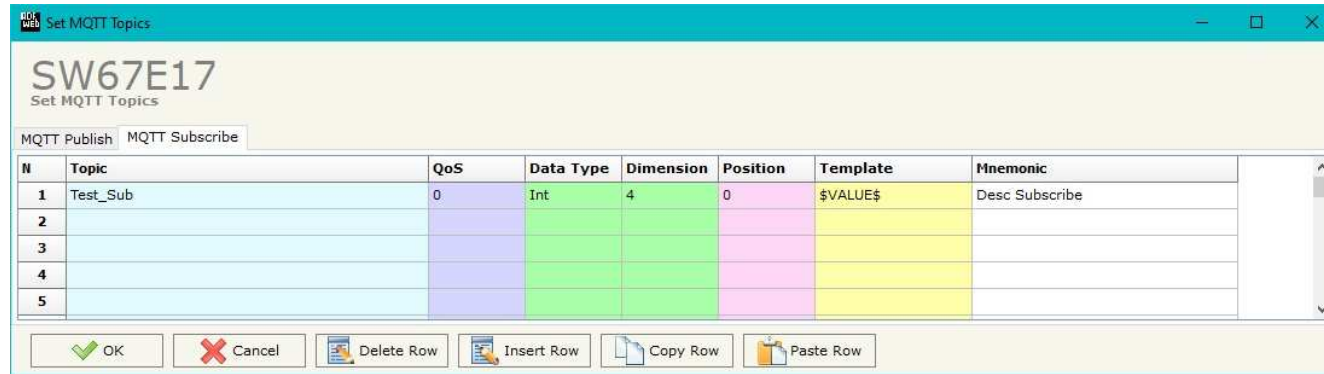 ADF WEB Set MQTT Topics
SW67E17
Set MQTT Topics
MQTT Publish MQTT Subscribe
N Topic QoS Data Type Dimension Position Template Mnemonic
1 Test_Sub 0 Int 4 0 $VALUE$ Desc Subscribe
2
3
4
5
OK Cancel Delete Row Insert Row Copy Row Paste Row